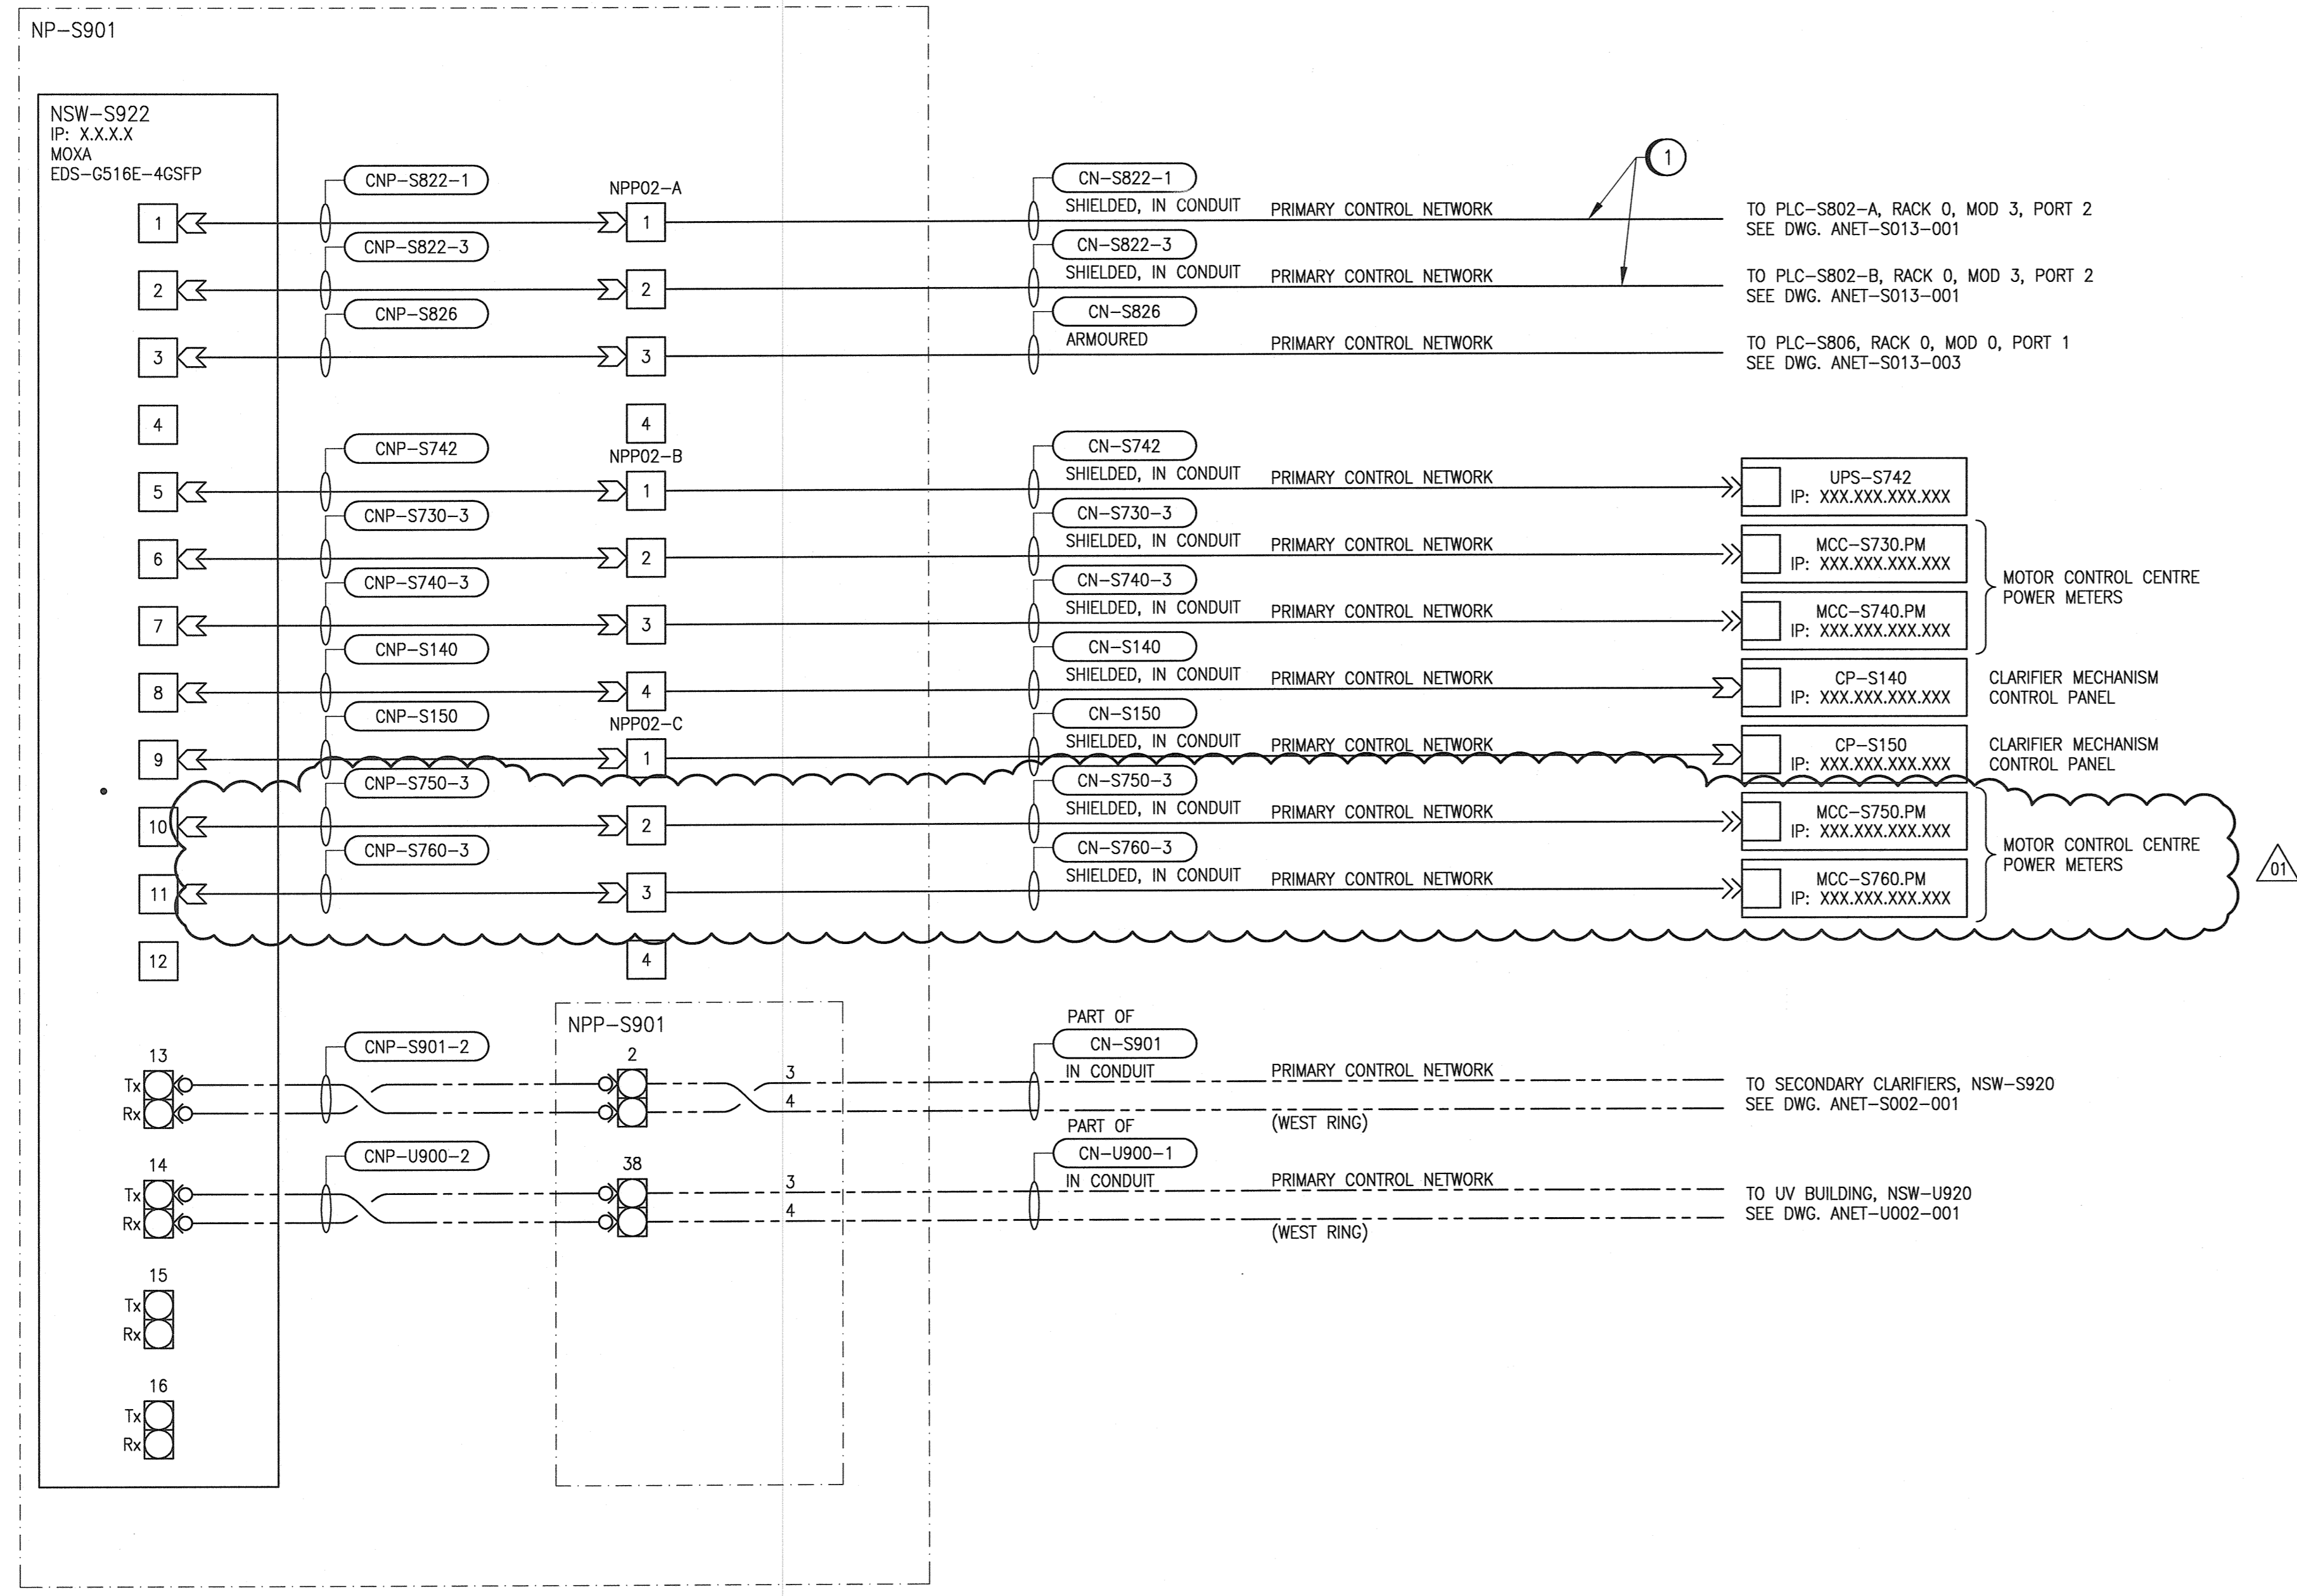 NP-S901
NSW-S922
IP: X.X.X.X
MOXA
EDS-G516E-4GSFP
1
CNP-S822-1
NPP02-A
1
CN-S822-1
SHIELDED, IN CONDUIT
PRIMARY CONTROL NETWORK
1
TO PLC-S802-A, RACK 0, MOD 3, PORT 2
SEE DWG. ANET-S013-001
2
CNP-S822-3
2
CN-S822-3
SHIELDED, IN CONDUIT
PRIMARY CONTROL NETWORK
TO PLC-S802-B, RACK 0, MOD 3, PORT 2
SEE DWG. ANET-S013-001
3
CNP-S826
3
CN-S826
ARMOURED
PRIMARY CONTROL NETWORK
TO PLC-S806, RACK 0, MOD 0, PORT 1
SEE DWG. ANET-S013-003
4
4
5
CNP-S742
NPP02-B
1
CN-S742
SHIELDED, IN CONDUIT
PRIMARY CONTROL NETWORK
UPS-S742
IP: XXX.XXX.XXX.XXX
6
CNP-S730-3
2
CN-S730-3
SHIELDED, IN CONDUIT
PRIMARY CONTROL NETWORK
MCC-S730.PM
IP: XXX.XXX.XXX.XXX
MOTOR CONTROL CENTRE
POWER METERS
7
CNP-S740-3
3
CN-S740-3
SHIELDED, IN CONDUIT
PRIMARY CONTROL NETWORK
MCC-S740.PM
IP: XXX.XXX.XXX.XXX
8
CNP-S140
4
CN-S140
SHIELDED, IN CONDUIT
PRIMARY CONTROL NETWORK
CP-S140
IP: XXX.XXX.XXX.XXX
CLARIFIER MECHANISM
CONTROL PANEL
9
CNP-S150
NPP02-C
1
CN-S150
SHIELDED, IN CONDUIT
PRIMARY CONTROL NETWORK
CP-S150
IP: XXX.XXX.XXX.XXX
CLARIFIER MECHANISM
CONTROL PANEL
10
CNP-S750-3
2
CN-S750-3
SHIELDED, IN CONDUIT
PRIMARY CONTROL NETWORK
MCC-S750.PM
IP: XXX.XXX.XXX.XXX
MOTOR CONTROL CENTRE
POWER METERS
01
11
CNP-S760-3
3
CN-S760-3
SHIELDED, IN CONDUIT
PRIMARY CONTROL NETWORK
MCC-S760.PM
IP: XXX.XXX.XXX.XXX
12
4
NPP-S901
13
Tx
Rx
CNP-S901-2
2
3
4
PART OF
CN-S901
IN CONDUIT
PRIMARY CONTROL NETWORK
(WEST RING)
TO SECONDARY CLARIFIERS, NSW-S920
SEE DWG. ANET-S002-001
14
Tx
Rx
CNP-U900-2
38
3
4
PART OF
CN-U900-1
IN CONDUIT
PRIMARY CONTROL NETWORK
(WEST RING)
TO UV BUILDING, NSW-U920
SEE DWG. ANET-U002-001
15
Tx
Rx
16
Tx
Rx